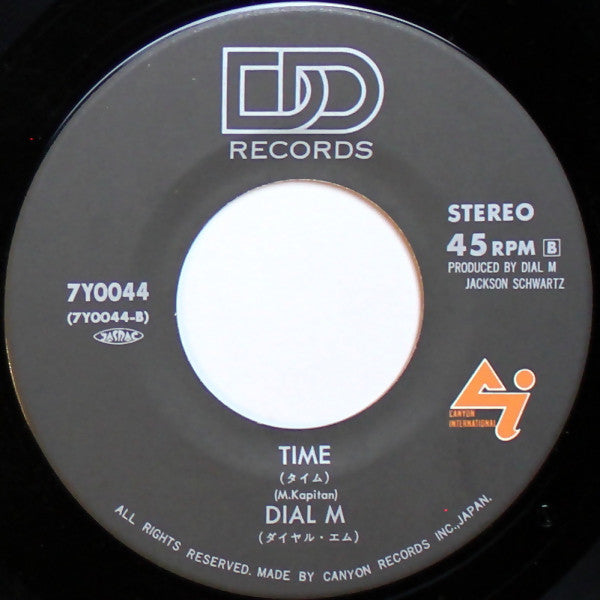 DD
RECORDS
STEREO
45 RPM B
PRODUCED BY DIAL M
JACKSON SCHWARTZ
7Y0044
(7Y0044-B)
JASRAC
CANYON
INTERNATIONAL
TIME
(タイム)
(M.Kapitan)
DIAL M
(ダイヤル・エム)
ALL RIGHTS RESERVED. MADE BY CANYON RECORDS INC., JAPAN.